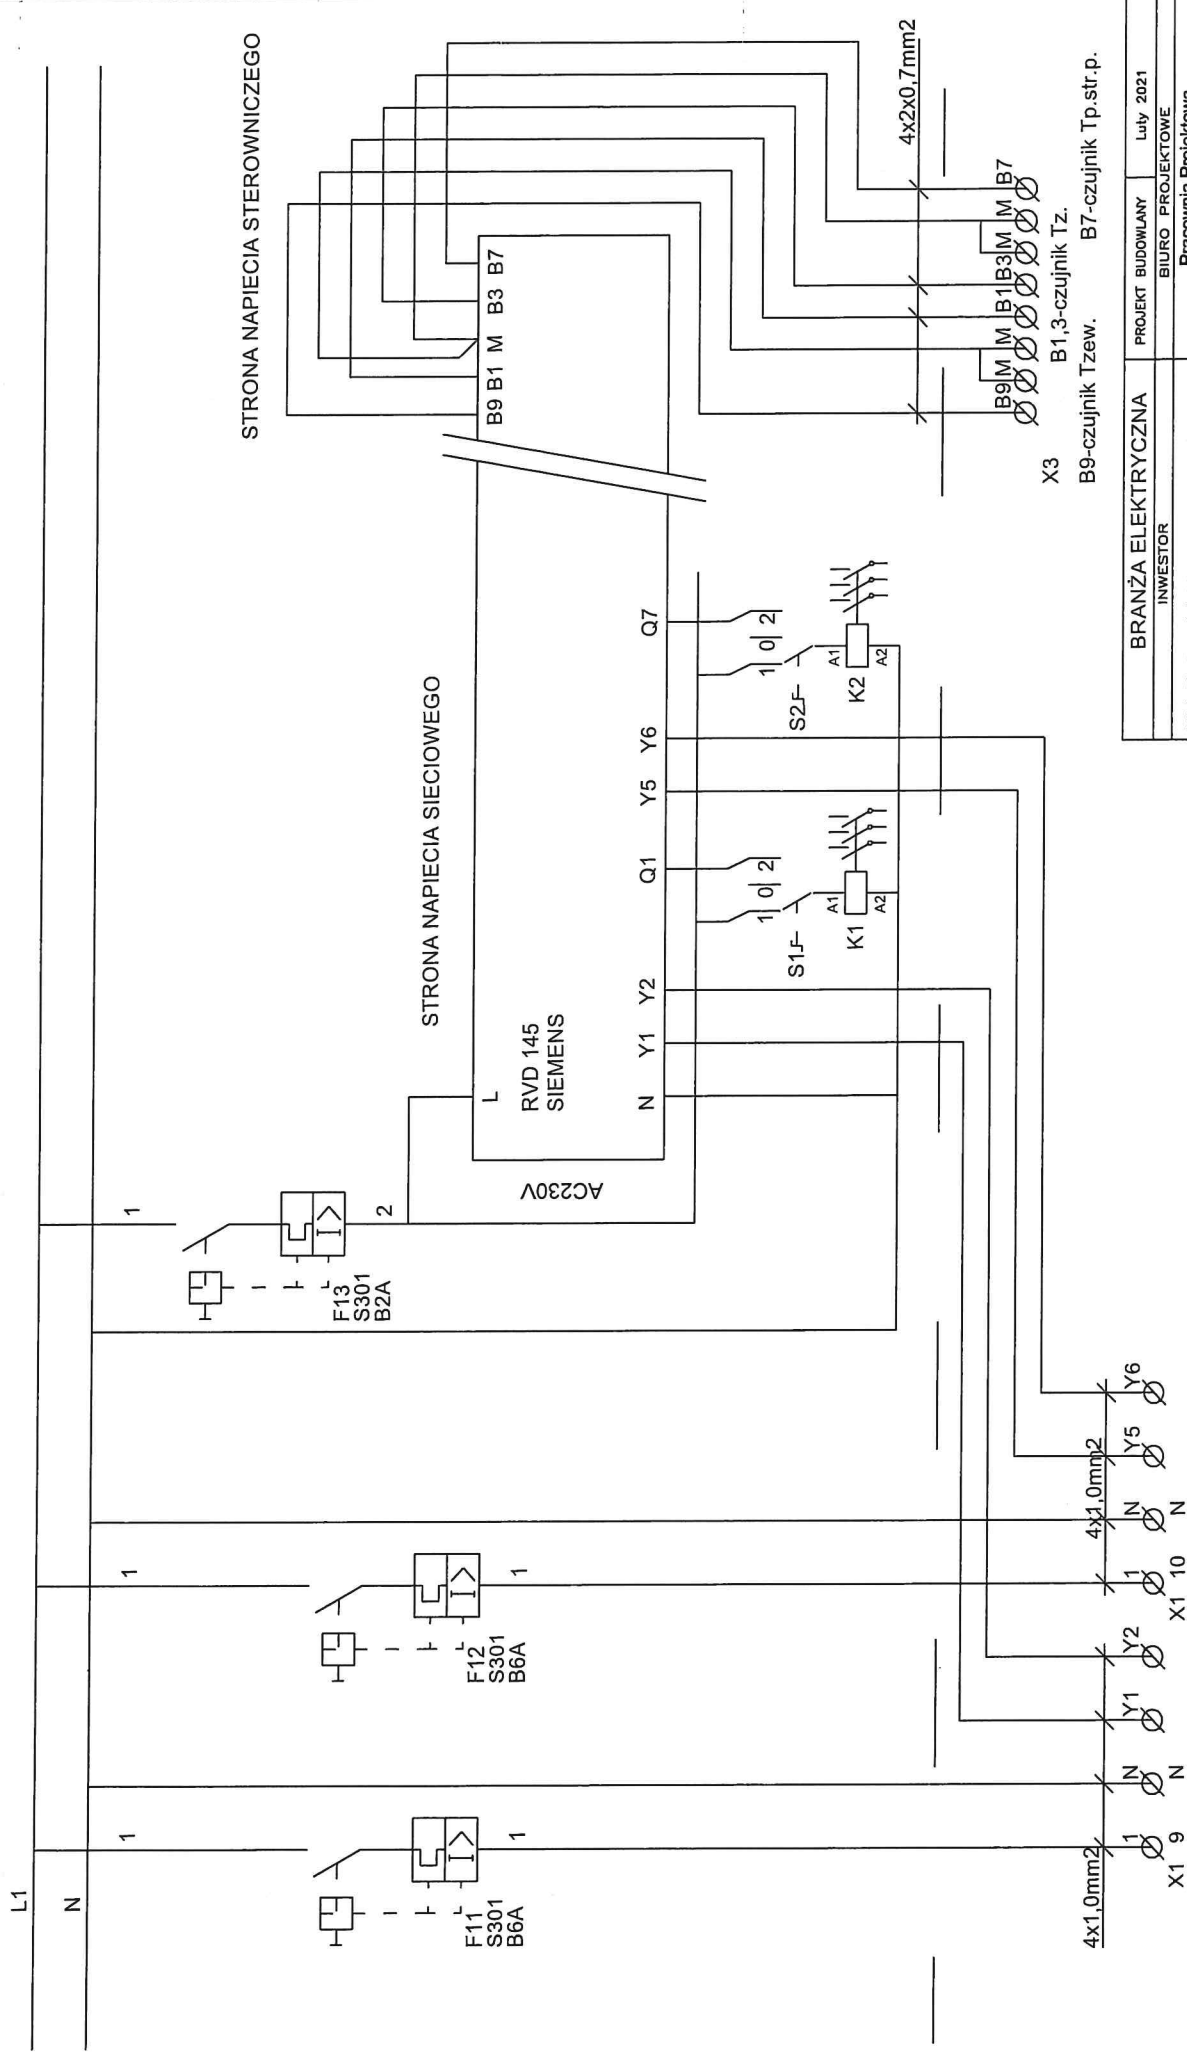 L1
N
1
1
1
F11
S301
B6A
F12
S301
B6A
F13
S301
B2A
1
1
2
AC230V
STRONA NAPIECIA SIECIOWEGO
STRONA NAPIECIA STEROWNICZEGO
L
RVD 145
SIEMENS
B9 B1 M B3 B7
N Y1 Y2 Q1 Y5 Y6 Q7
1 0 2
S1
A1
K1
A2
1 0 2
S2
A1
K2
A2
4x2x0,7mm2
B9 M M B1 B3 M M B7
X3
B1,3-czujnik Tz.
B9-czujnik Tzew.
B7-czujnik Tp.str.p.
4x1,0mm2
4x1,0mm2
1 N Y1 Y2 1 N Y5 Y6
X1 9 N X1 10 N
BRANŻA ELEKTRYCZNA
PROJEKT BUDOWLANY
Luty 2021
INWESTOR
BIURO PROJEKTOWE